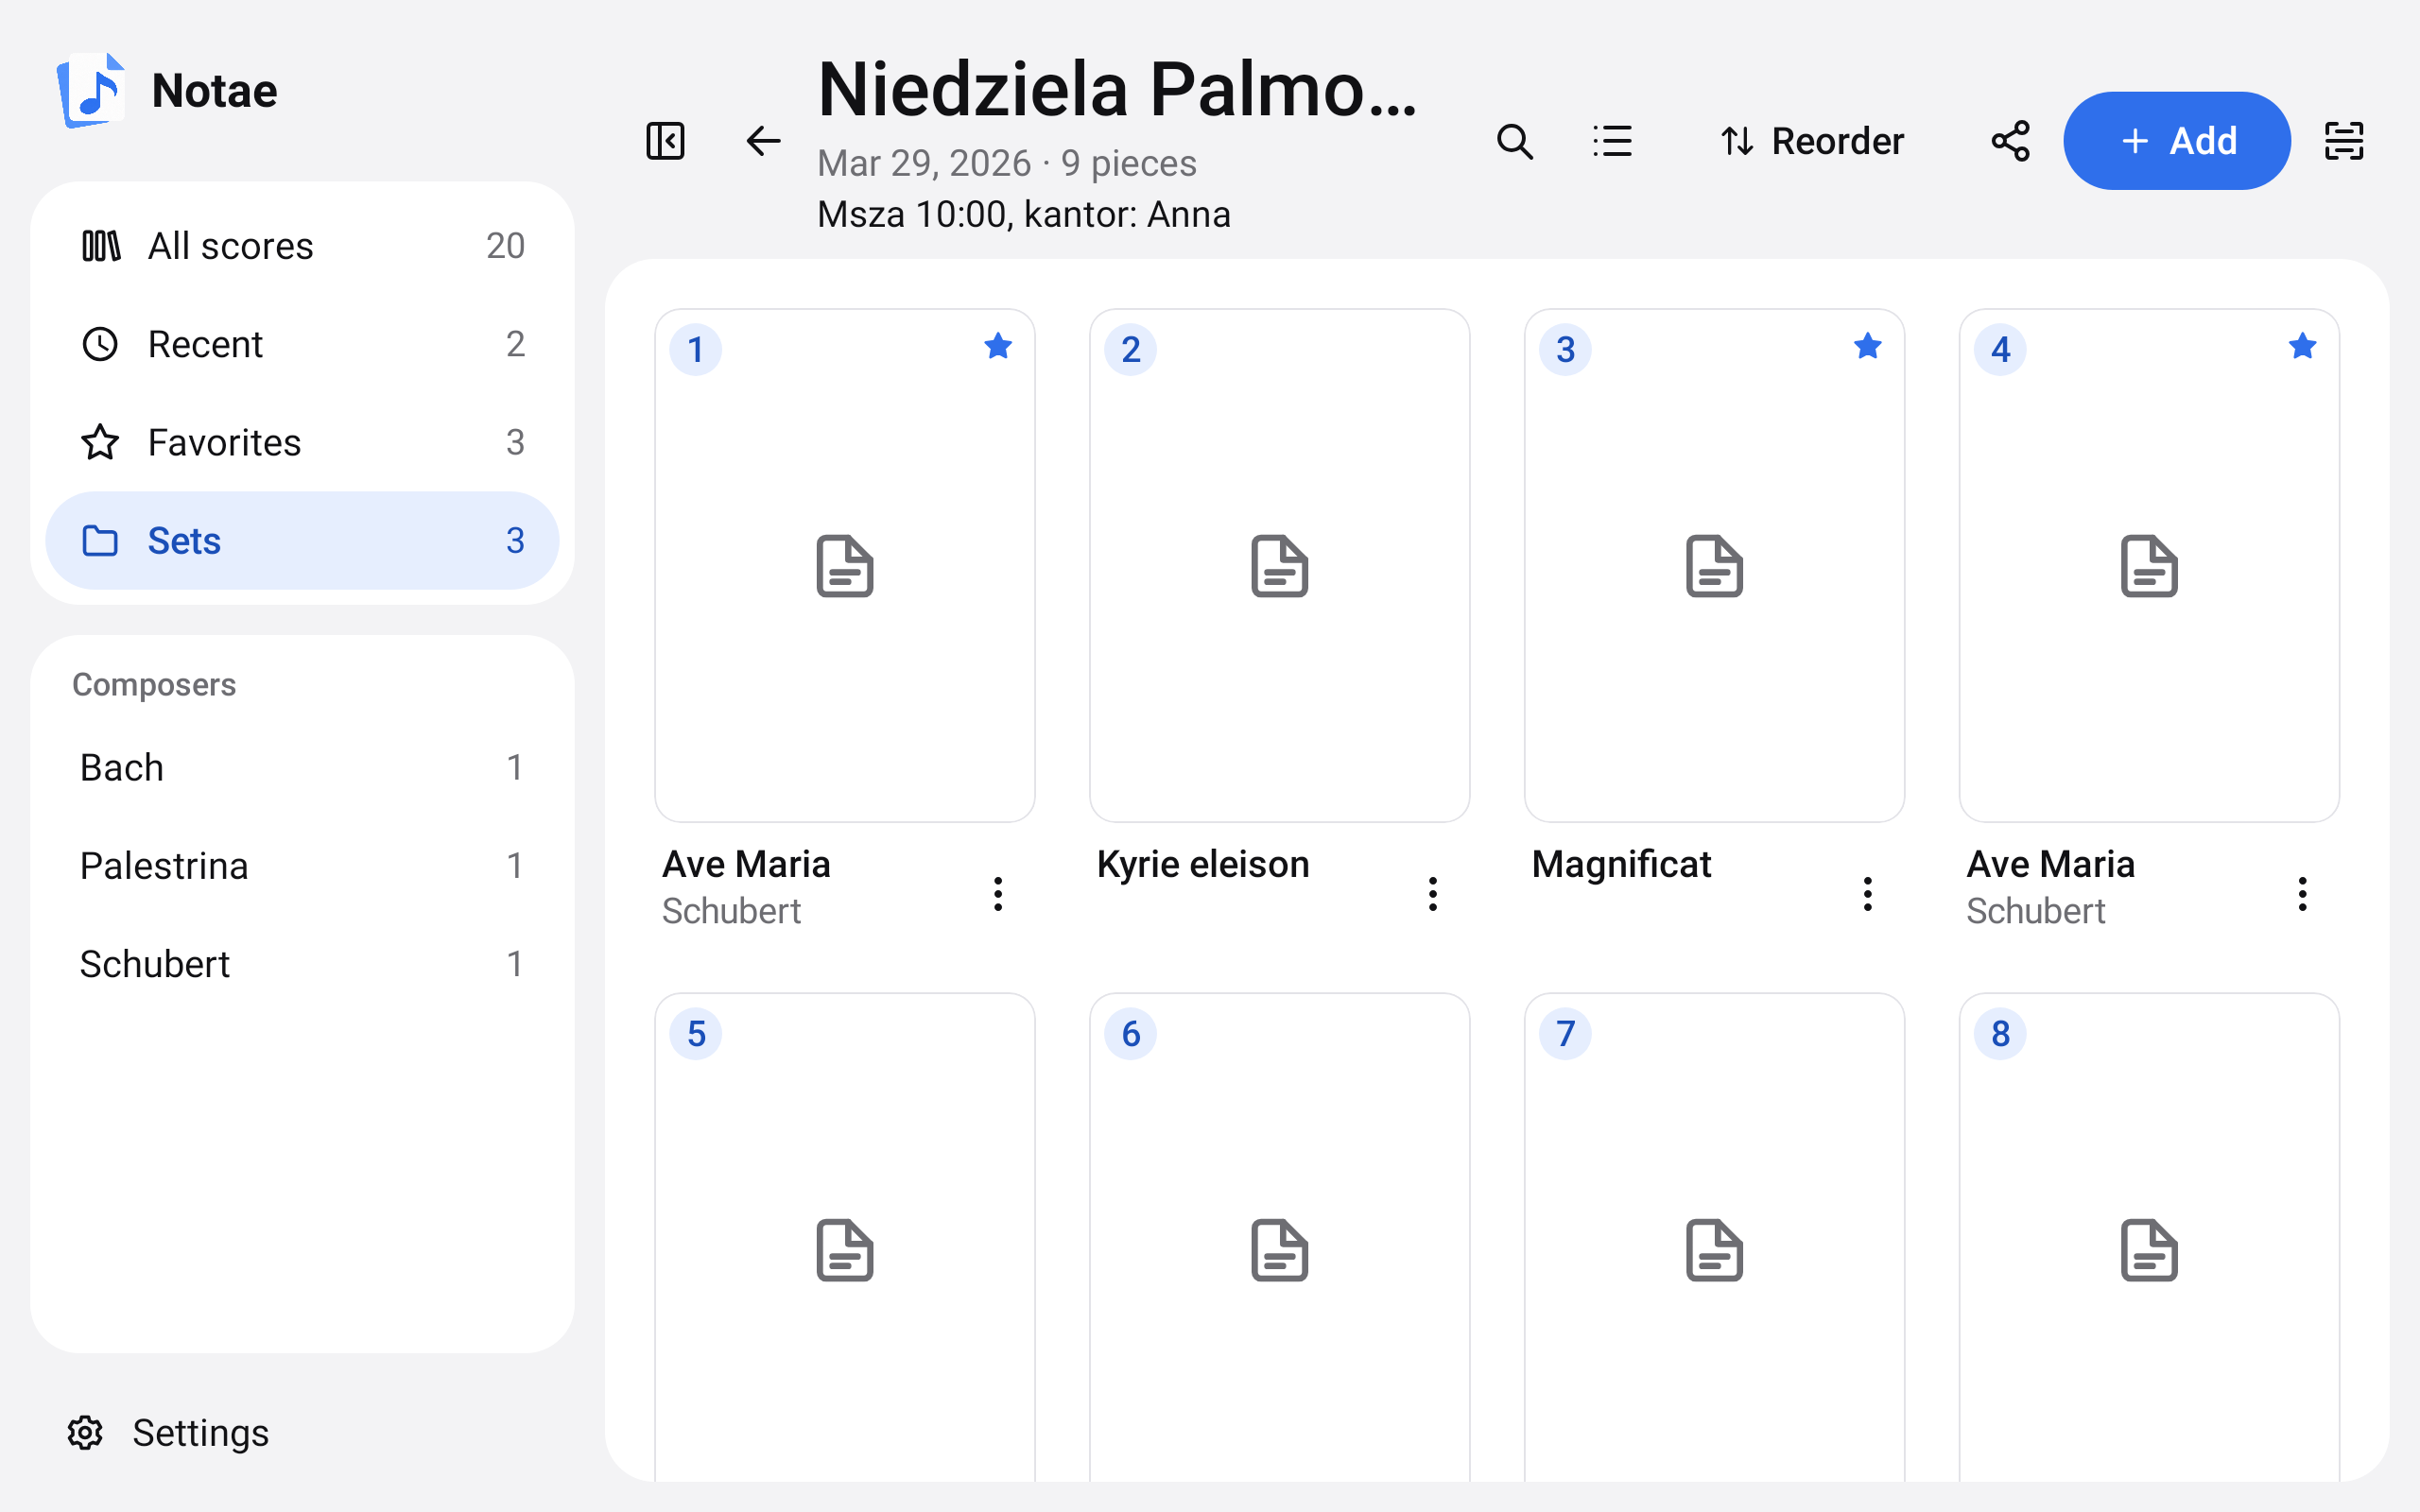 Notae
All scores 20
Recent 2
Favorites 3
Sets 3
Composers
Bach 1
Palestrina 1
Schubert 1
Settings
Niedziela Palmo...
Mar 29, 2026 · 9 pieces
Msza 10:00, kantor: Anna
Reorder
Add
1
2
3
4
Ave Maria
Schubert
Kyrie eleison
Magnificat
Ave Maria
Schubert
5
6
7
8